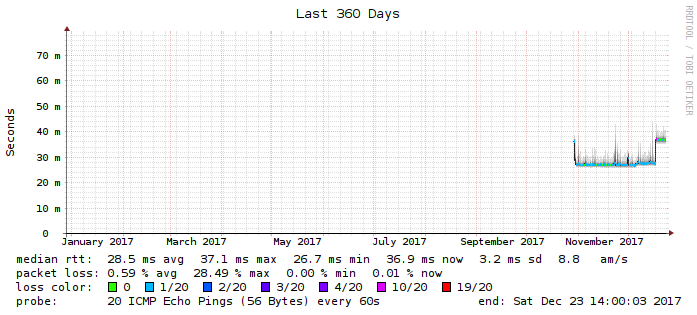 Last 360 Days
RRDTOOL / TOBI OETIKER
Seconds
70 m
60 m
50 m
40 m
30 m
20 m
10 m
0
January 2017 March 2017 May 2017 July 2017 September 2017 November 2017
median rtt: 28.5 ms avg 37.1 ms max 26.7 ms min 36.9 ms now 3.2 ms sd 8.8 am/s
packet loss: 0.59 % avg 28.49 % max 0.00 % min 0.01 % now
loss color: 0 1/20 2/20 3/20 4/20 10/20 19/20
probe: 20 ICMP Echo Pings (56 Bytes) every 60s end: Sat Dec 23 14:00:03 2017